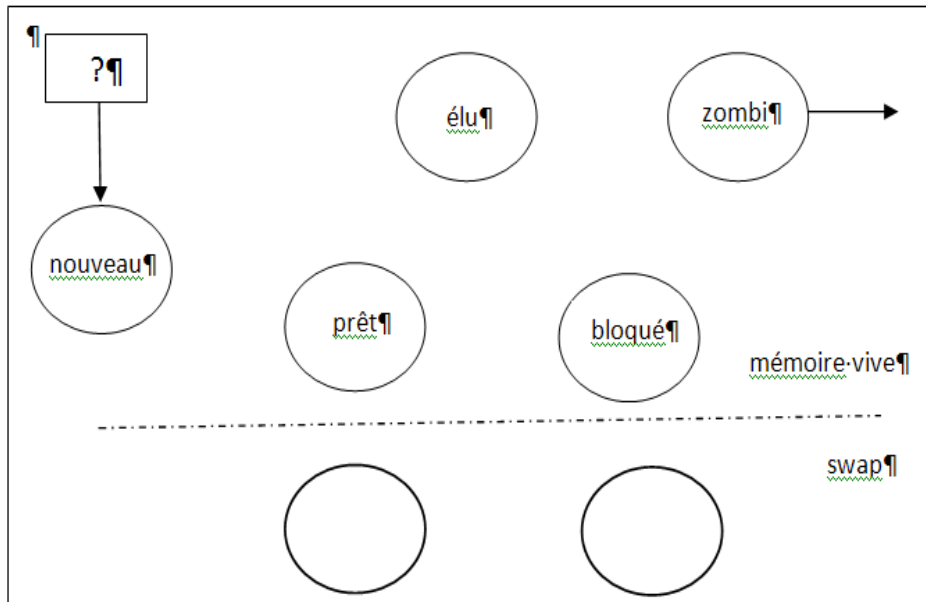 ¶
?¶
élu¶
zombi¶
nouveau¶
prêt¶
bloqué¶
mémoire·vive¶
swap¶